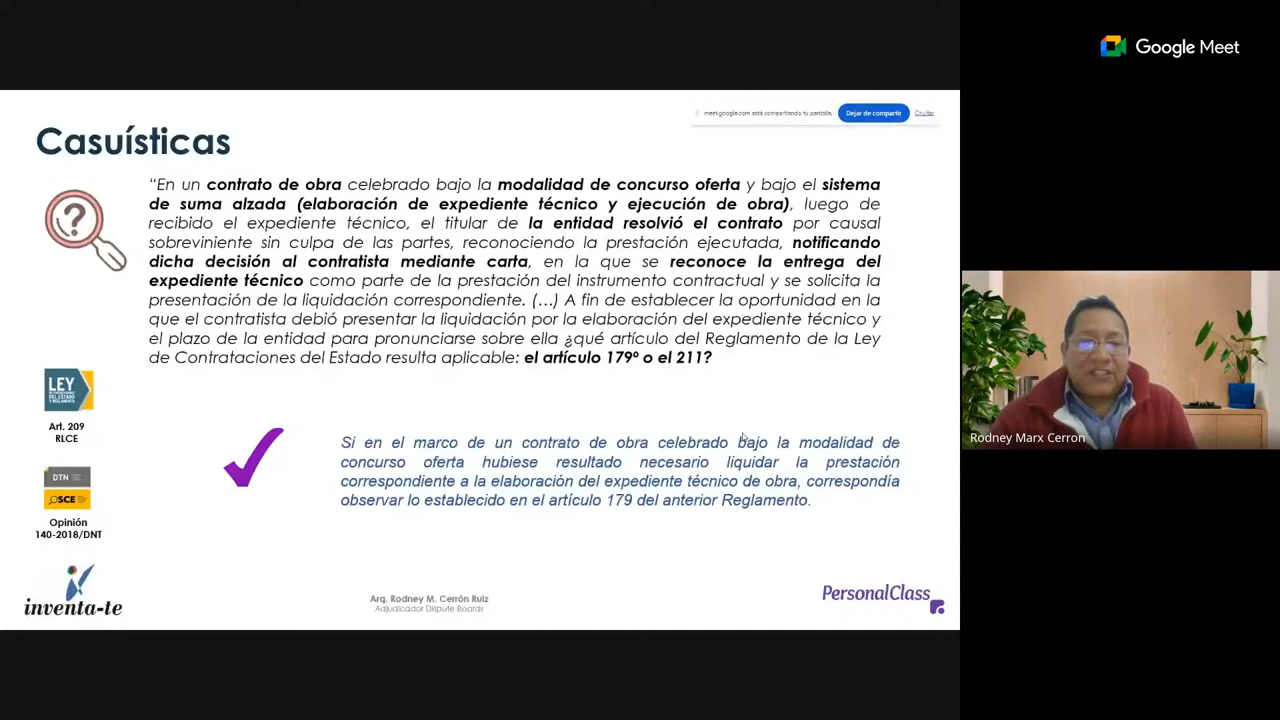 Google Meet
meet.google.com está compartiendo tu pantalla.
Dejar de compartir
Ocultar
Casuísticas
“En un contrato de obra celebrado bajo la modalidad de concurso oferta y bajo el sistema
de suma alzada (elaboración de expediente técnico y ejecución de obra), luego de
recibido el expediente técnico, el titular de la entidad resolvió el contrato por causal
sobreviniente sin culpa de las partes, reconociendo la prestación ejecutada, notificando
dicha decisión al contratista mediante carta, en la que se reconoce la entrega del
expediente técnico como parte de la prestación del instrumento contractual y se solicita la
presentación de la liquidación correspondiente. (…) A fin de establecer la oportunidad en la
que el contratista debió presentar la liquidación por la elaboración del expediente técnico y
el plazo de la entidad para pronunciarse sobre ella ¿qué artículo del Reglamento de la Ley
de Contrataciones del Estado resulta aplicable: el artículo 179º o el 211?
LEY
Art. 209
RLCE
DTN
OSCE
Opinión
140-2018/DNT
Si en el marco de un contrato de obra celebrado bajo la modalidad de
concurso oferta hubiese resultado necesario liquidar la prestación
correspondiente a la elaboración del expediente técnico de obra, correspondía
observar lo establecido en el artículo 179 del anterior Reglamento.
inventa-te
Arq. Rodney M. Cerrón Ruiz
Adjudicador Dispute Boards
PersonalClass
Rodney Marx Cerron